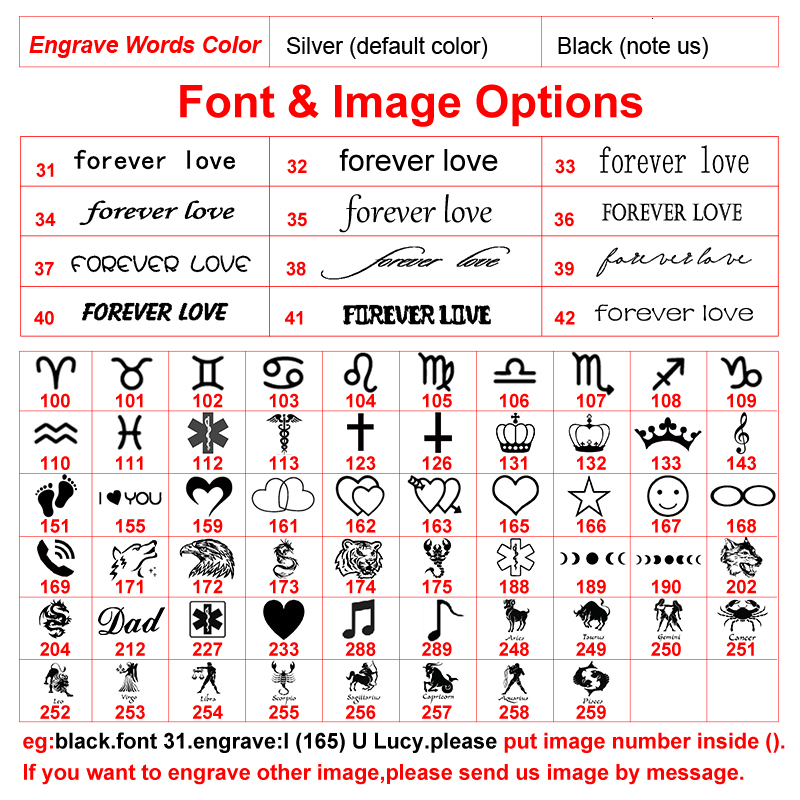 Engrave Words Color Silver (default color) Black (note us)
Font & Image Options
31 forever love 32 forever love 33 forever love
34 forever love 35 forever love 36 FOREVER LOVE
37 FOREVER LOVE 38 forever love 39 forever love
40 FOREVER LOVE 41 FOREVER LOVE 42 forever love
100 101 102 103 104 105 106 107 108 109
110 111 112 113 123 126 131 132 133 143
I YOU
151 155 159 161 162 163 165 166 167 168
169 171 172 173 174 175 188 189 190 202
Dad Aries Taurus Gemini Cancer
204 212 227 233 288 289 248 249 250 251
Leo Virgo Libra Scorpio Sagittarius Capricorn Aquarius Pisces
252 253 254 255 256 257 258 259
eg:black.font 31.engrave:I (165) U Lucy.please put image number inside ().
If you want to engrave other image,please send us image by message.